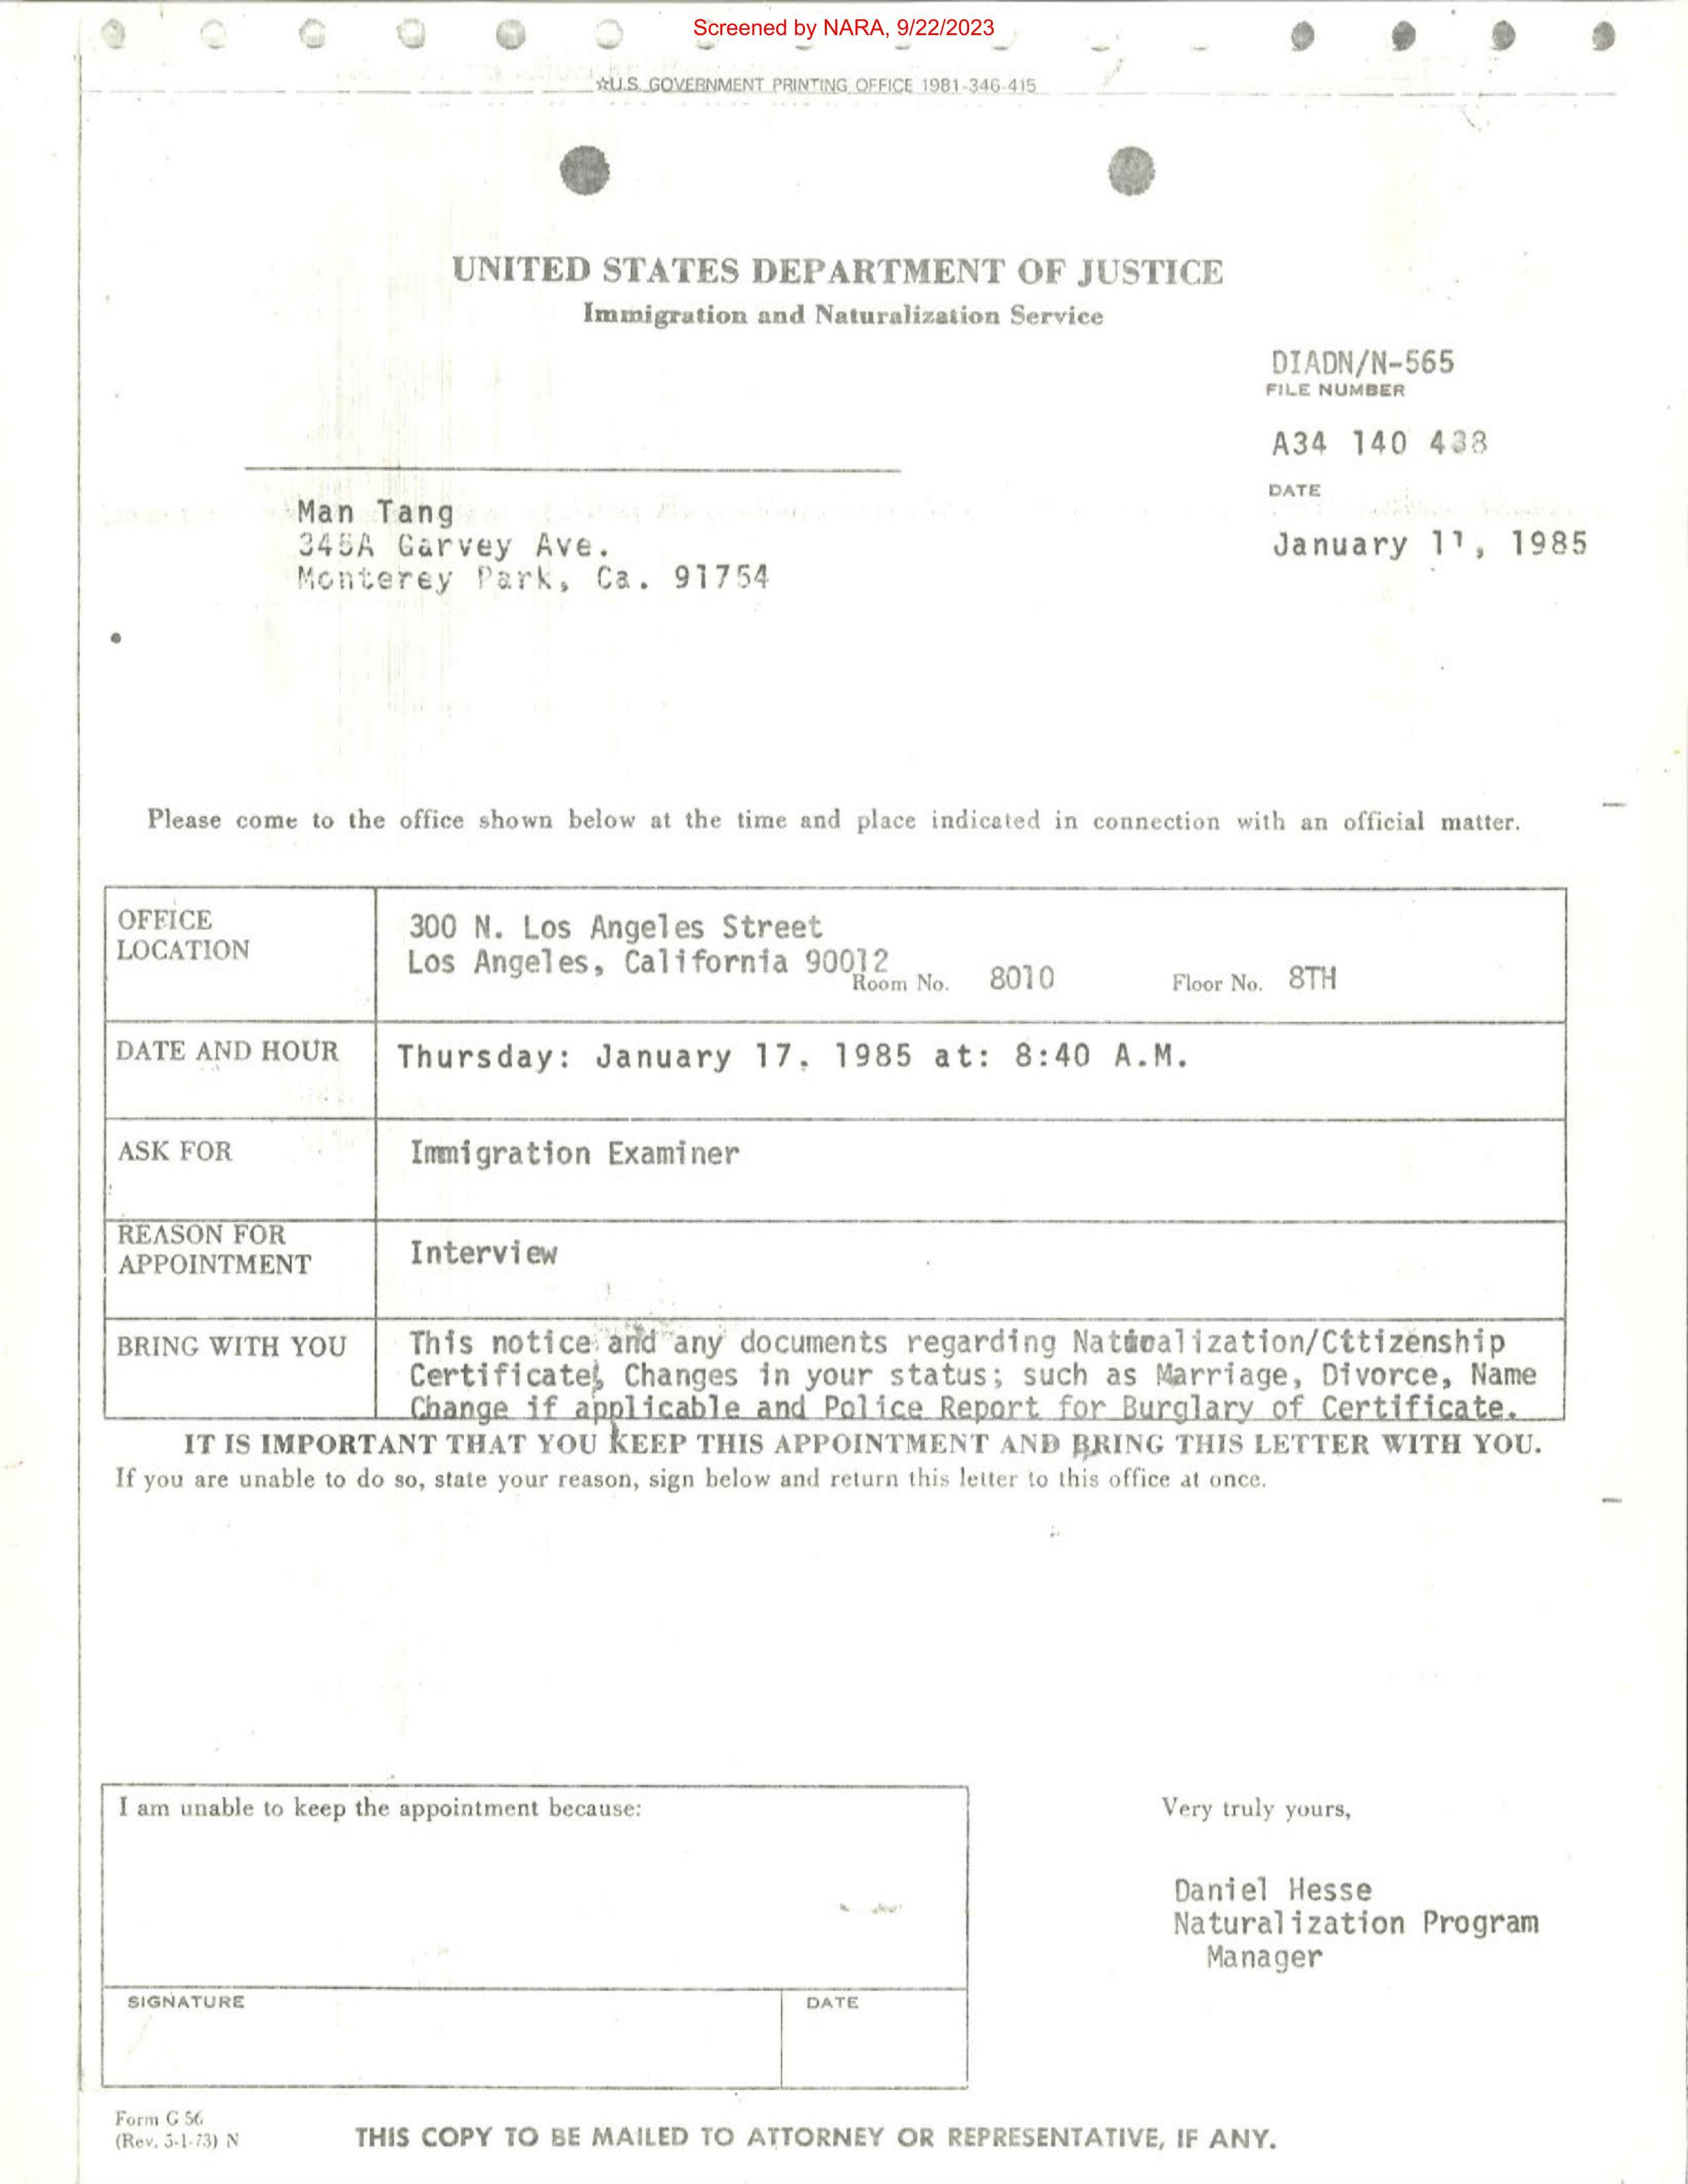 Screened by NARA, 9/22/2023
☆U.S. GOVERNMENT PRINTING OFFICE 1981-346-415
UNITED STATES DEPARTMENT OF JUSTICE
Immigration and Naturalization Service
DIADN/N-565
FILE NUMBER
A34 140 438
DATE
January 11, 1985
Man Tang
345A Garvey Ave.
Monterey Park, Ca. 91754
Please come to the office shown below at the time and place indicated in connection with an official matter.
OFFICE
LOCATION
300 N. Los Angeles Street
Los Angeles, California 90012
Room No. 8010 Floor No. 8TH
DATE AND HOUR
Thursday: January 17, 1985 at: 8:40 A.M.
ASK FOR
Immigration Examiner
REASON FOR
APPOINTMENT
Interview
BRING WITH YOU
This notice and any documents regarding /Cttizenship
Certificate, Changes in your status; such as Marriage, Divorce, Name
Change if applicable and Police Report for Burglary of Certificate.
IT IS IMPORTANT THAT YOU KEEP THIS APPOINTMENT AND BRING THIS LETTER WITH YOU.
If you are unable to do so, state your reason, sign below and return this letter to this office at once.
I am unable to keep the appointment because:
SIGNATURE
DATE
Very truly yours,
Daniel Hesse
Naturalization Program
Manager
Form G 56
(Rev. 5-1-73) N
THIS COPY TO BE MAILED TO ATTORNEY OR REPRESENTATIVE, IF ANY.